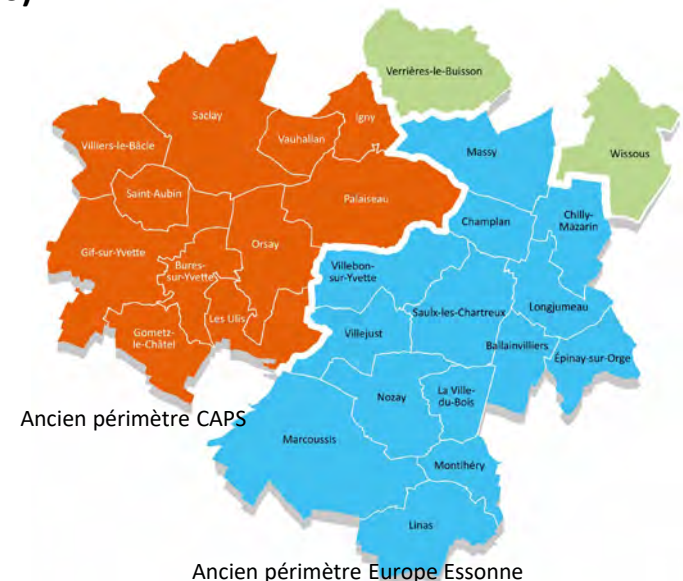 Verrières-le-Buisson
Saclay
Igny
Vauhallan
Villiers-le-Bâcle
Massy
Wissous
Saint-Aubin
Palaiseau
Champlan
Chilly-
Mazarin
Orsay
Gif-sur-Yvette
Bures-
sur-Yvette
Villebon-
sur-Yvette
Les Ulis
Saulx-les-Chartreux
Longjumeau
Gometz-
le-Châtel
Villejust
Ballainvilliers
Épinay-sur-Orge
Nozay
La Ville-
du-Bois
Ancien périmètre CAPS
Marcoussis
Montlhéry
Linas
Ancien périmètre Europe Essonne